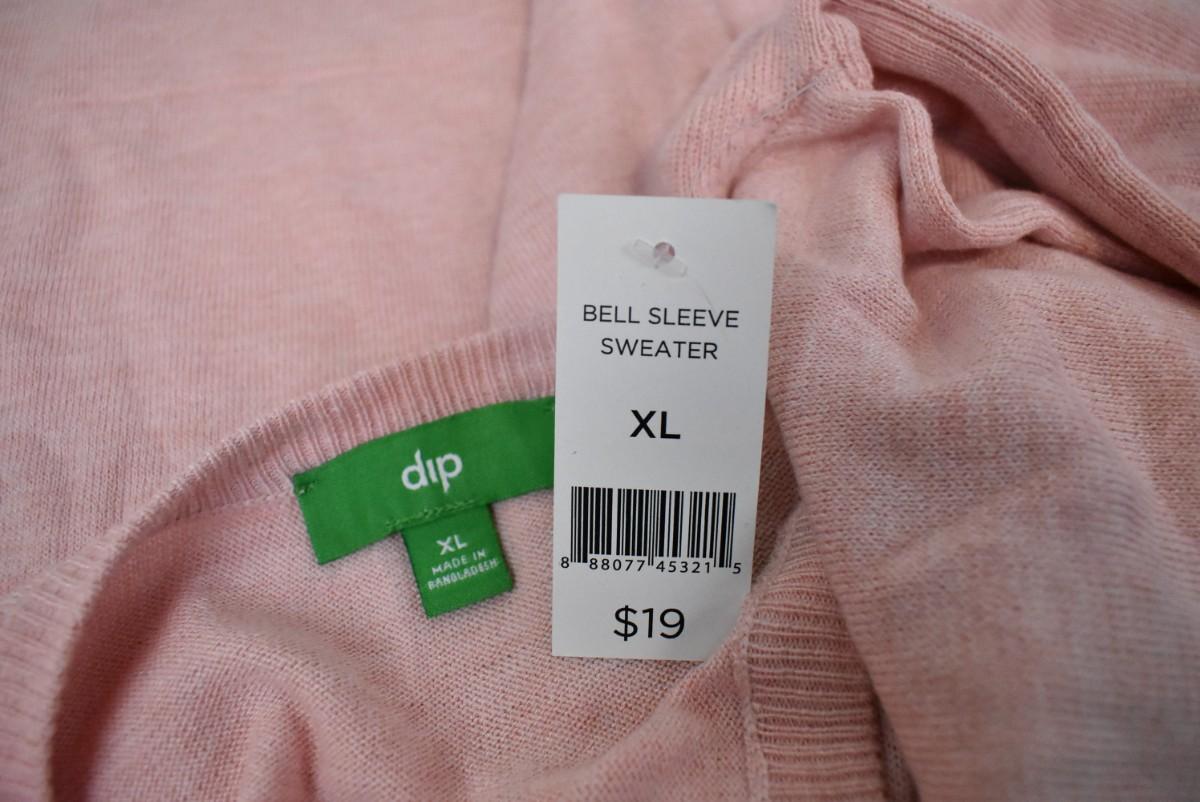 BELL SLEEVE
SWEATER
XL
8 88077 45321 5
$19
dip
XL
MADE IN
BANGLADESH